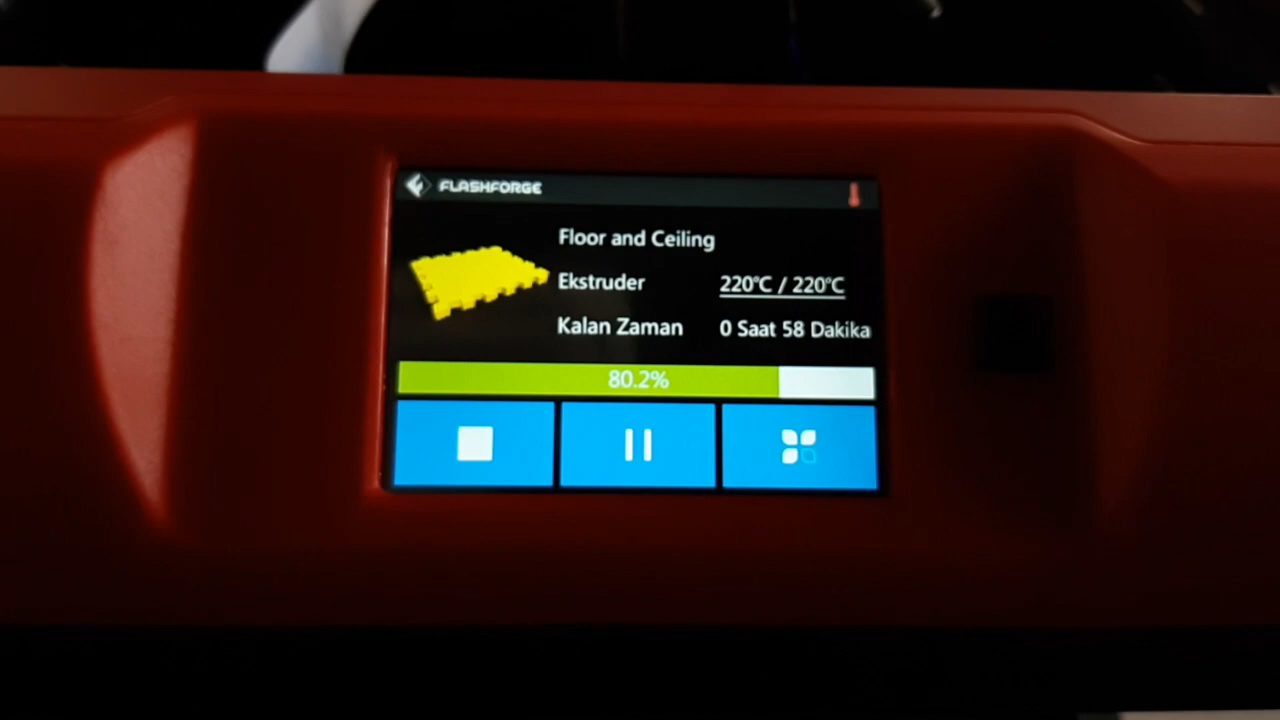 FLASHFORGE
Floor and Ceiling
Ekstruder 220°C / 220°C
Kalan Zaman 0 Saat 58 Dakika
80.2%